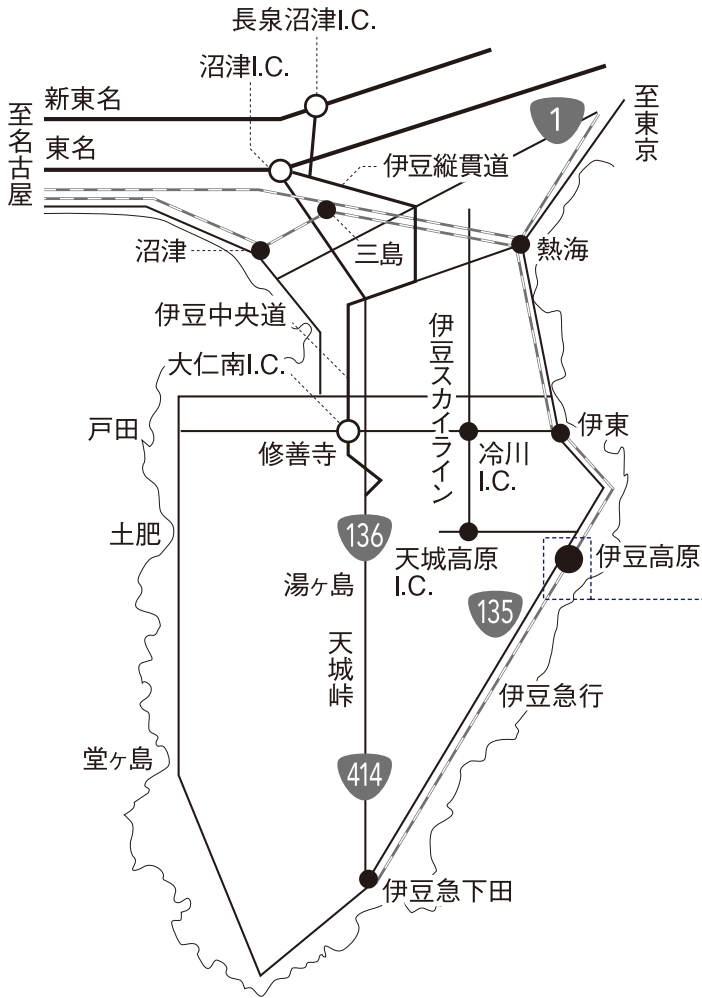 長泉沼津I.C.
沼津I.C.
新東名
至名古屋
東名
1
至東京
伊豆縦貫道
沼津
三島
熱海
伊豆中央道
伊豆スカイライン
大仁南I.C.
戸田
修善寺
冷川
I.C.
伊東
土肥
136
天城高原
I.C.
伊豆高原
湯ヶ島
135
天城峠
伊豆急行
堂ヶ島
414
伊豆急下田